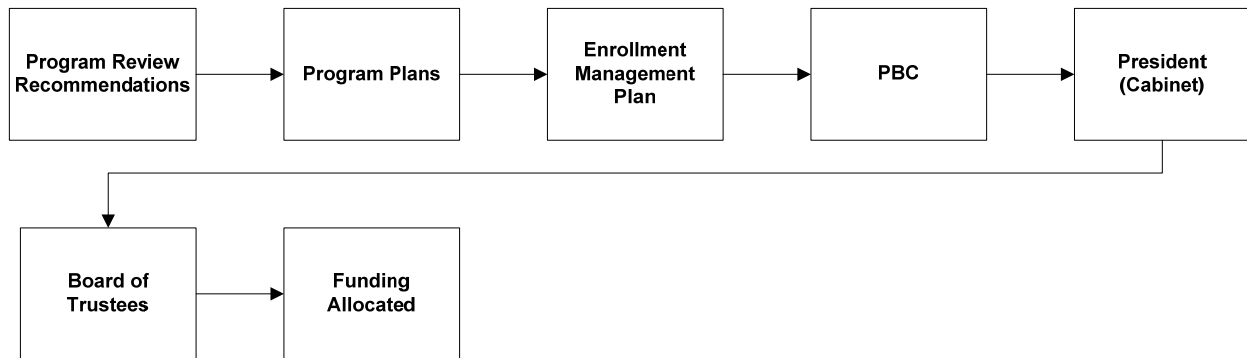 Program Review
Recommendations
Program Plans
Enrollment
Management
Plan
PBC
President
(Cabinet)
Board of
Trustees
Funding
Allocated